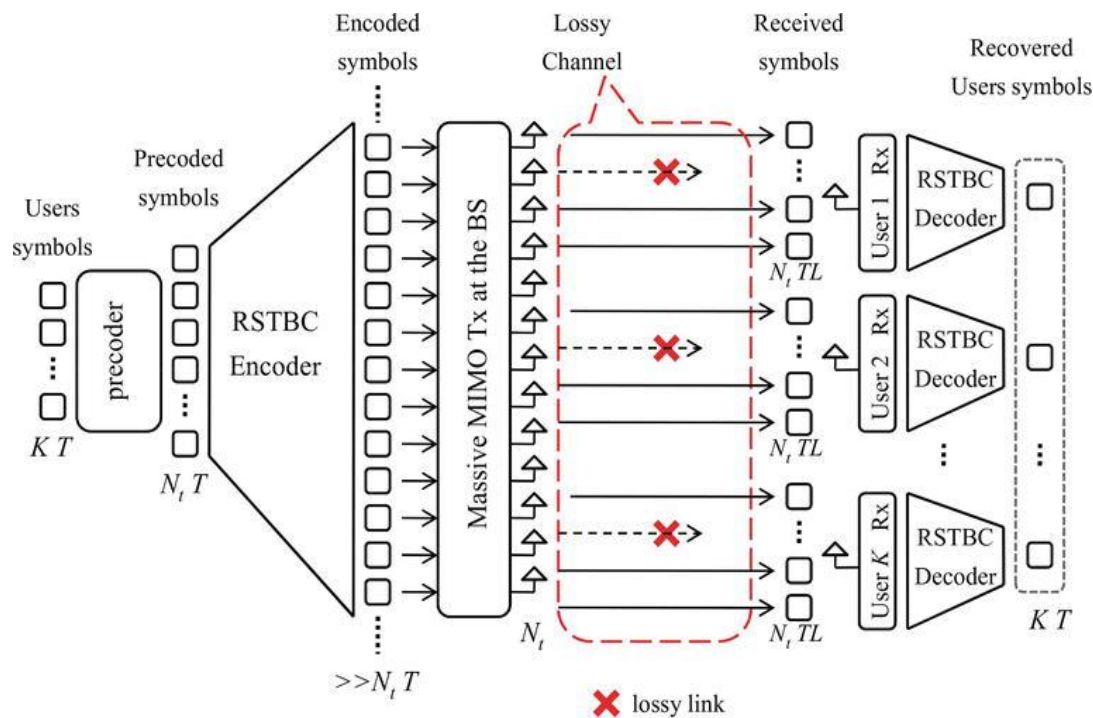 Encoded
symbols
Lossy
Channel
Received
symbols
Recovered
Users symbols
Precoded
symbols
Users
symbols
K T
precoder
N_t T
RSTBC
Encoder
>>N_t T
Massive MIMO Tx at the BS
N_t
N_t TL
N_t TL
N_t TL
User 1 Rx
RSTBC
Decoder
User 2 Rx
RSTBC
Decoder
User K Rx
RSTBC
Decoder
K T
lossy link